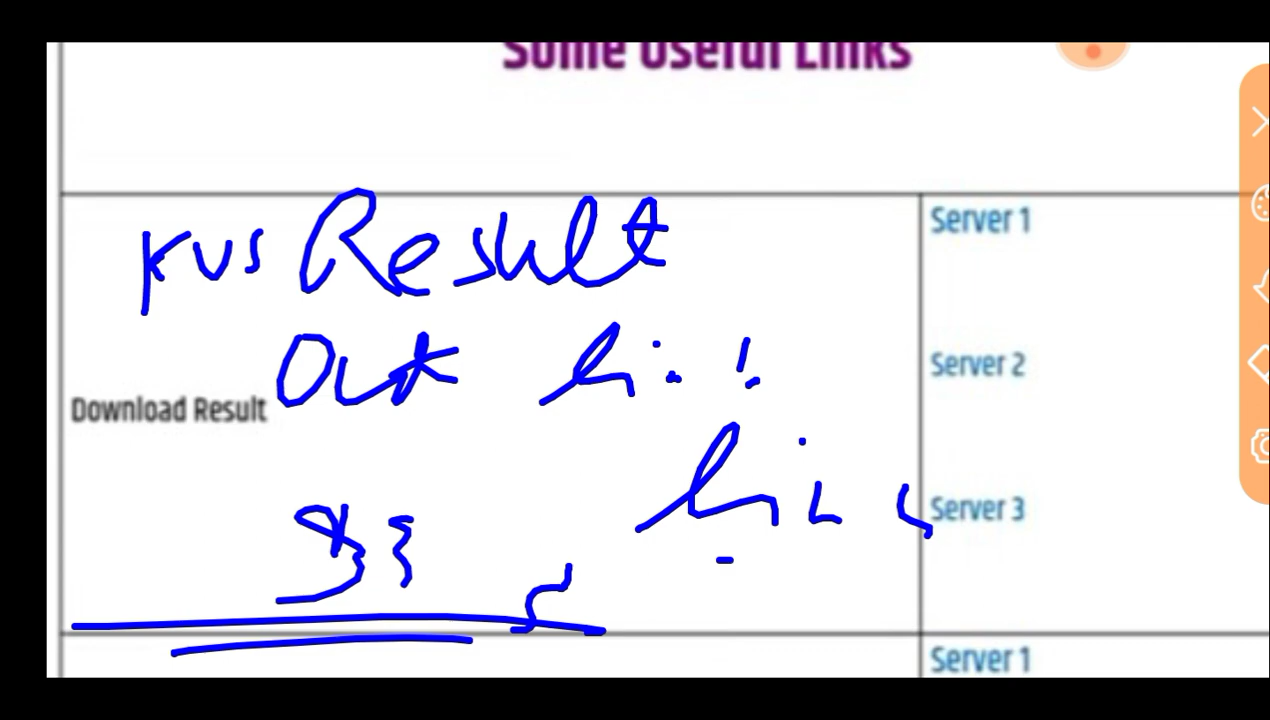 Some Useful Links
KVS Result
Server 1
Out
Server 2
Download Result
Server 3
Server 1